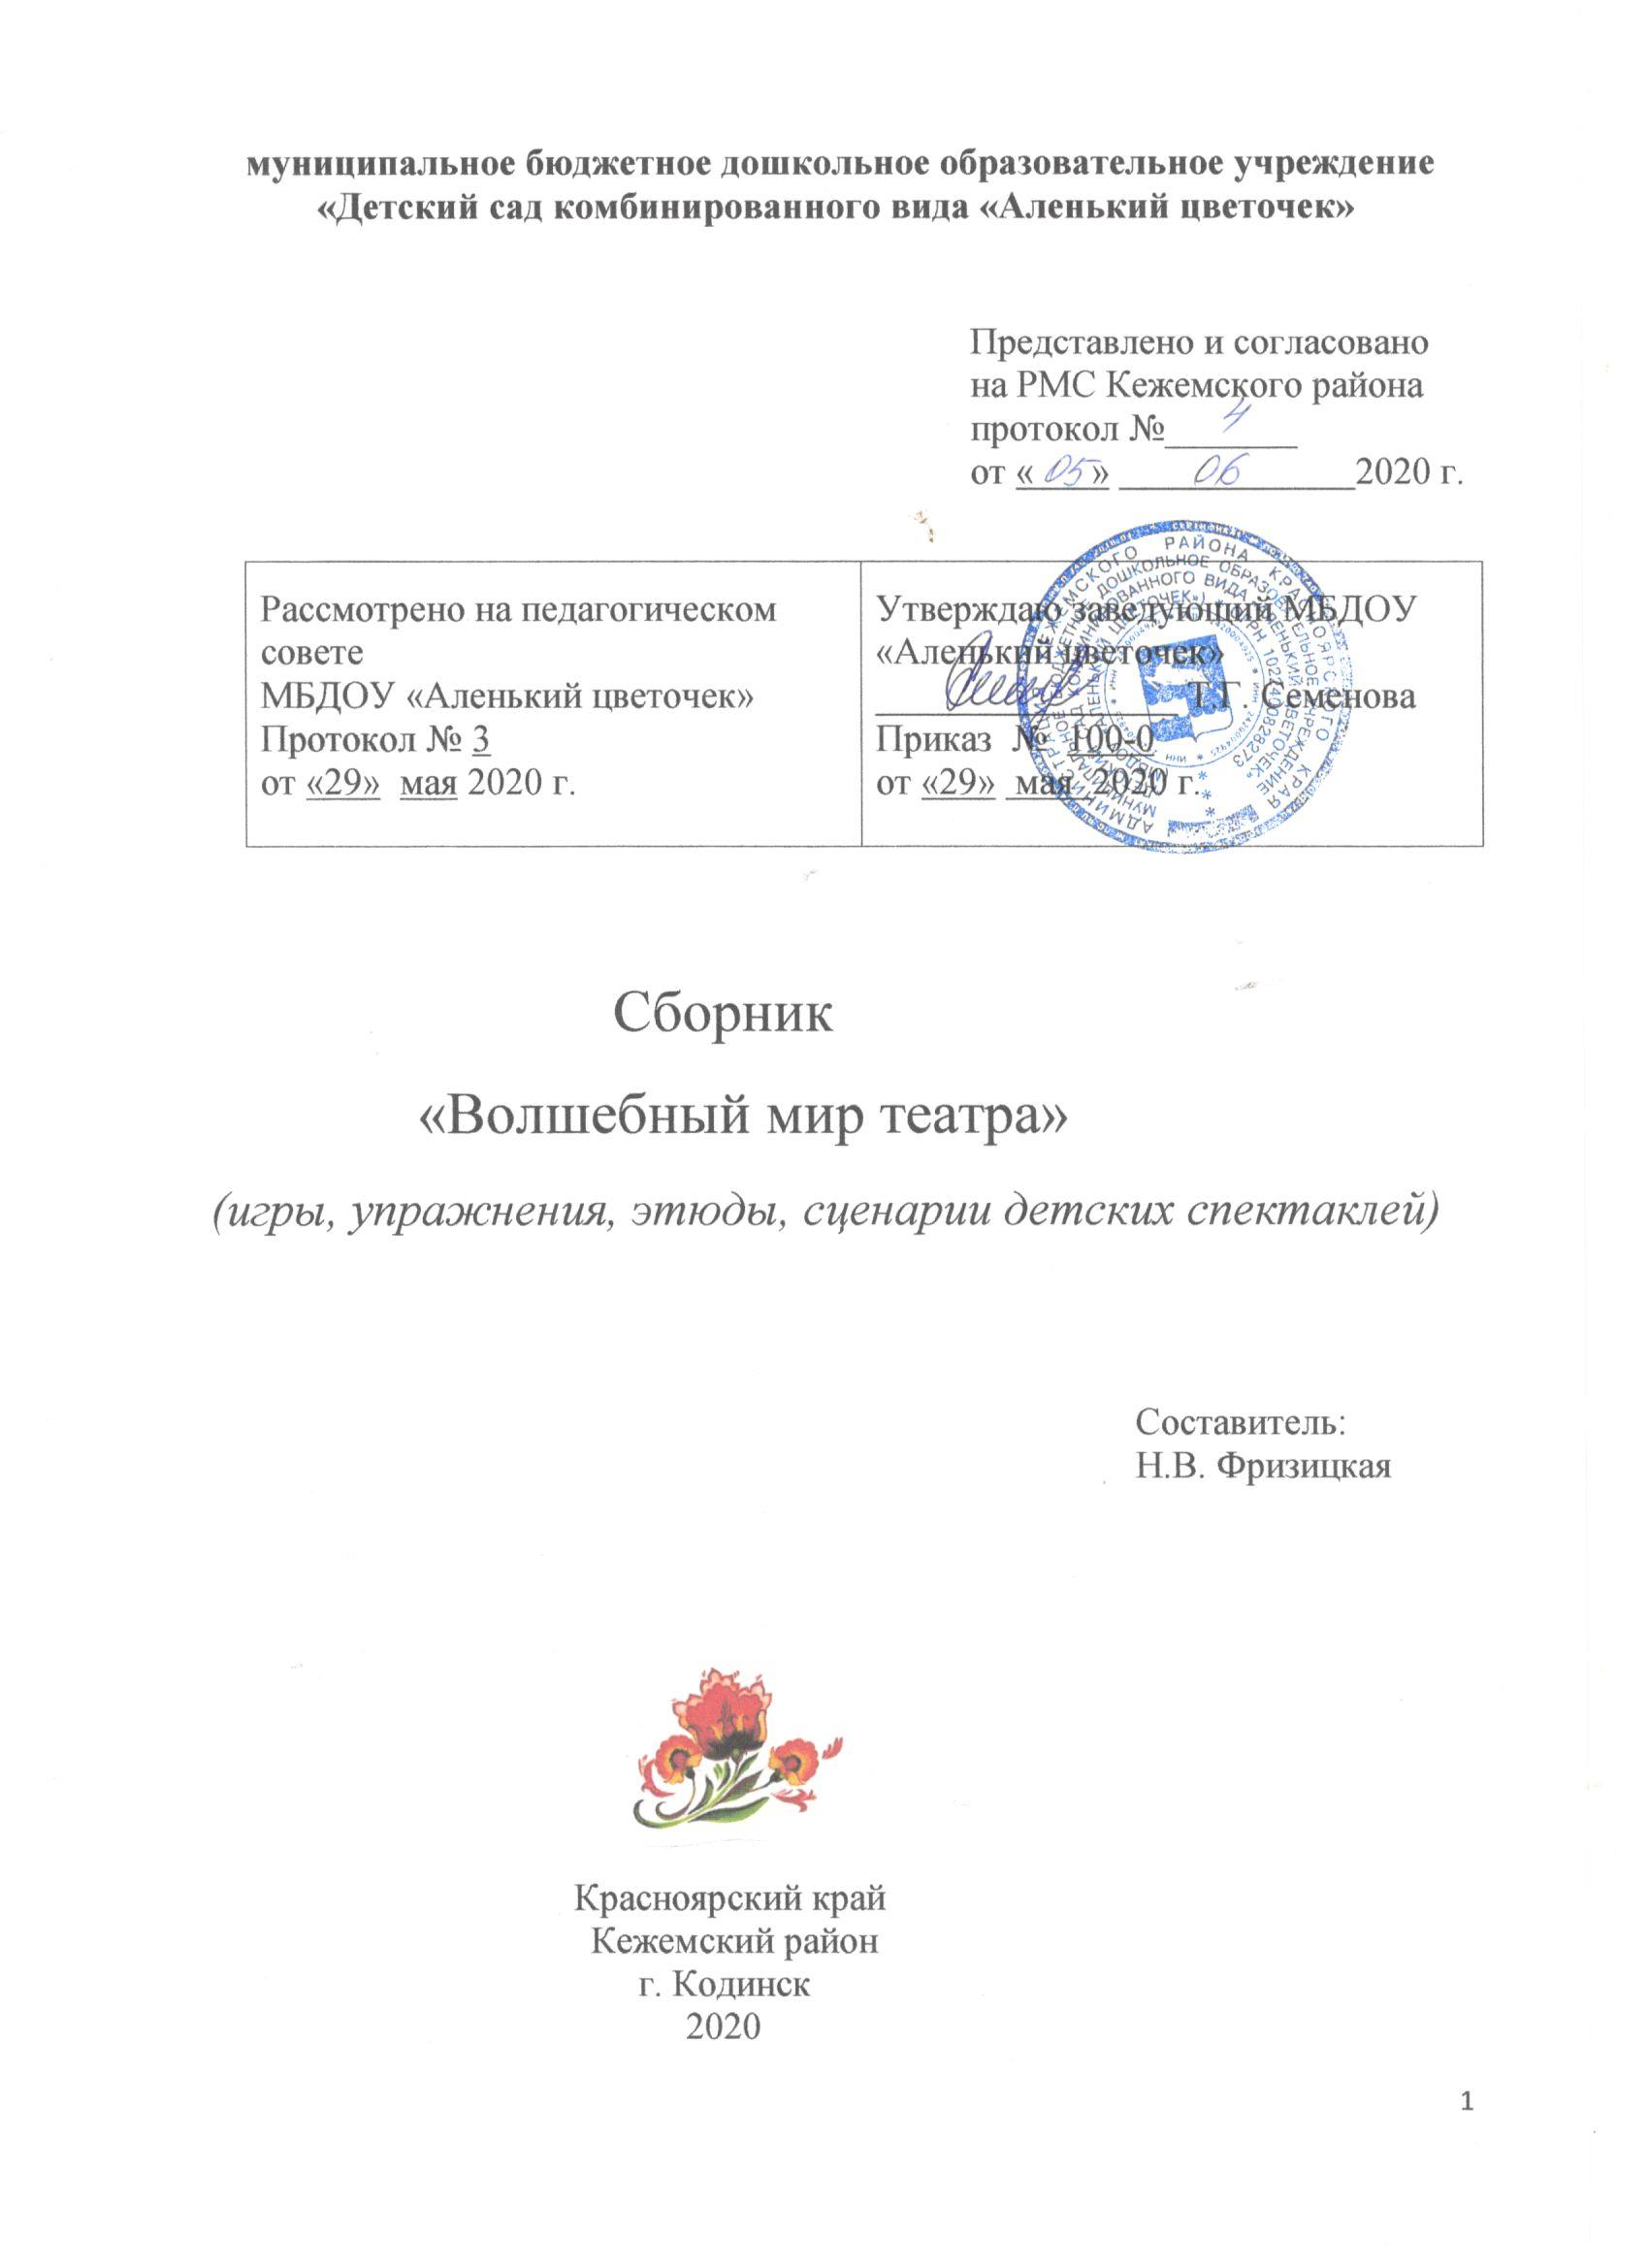 муниципальное бюджетное дошкольное образовательное учреждение
«Детский сад комбинированного вида «Аленький цветочек»
Представлено и согласовано
на РМС Кежемского района
протокол № 4
от « 05 » 06 2020 г.
Рассмотрено на педагогическом
совете
МБДОУ «Аленький цветочек»
Протокол № 3
от «29» мая 2020 г.
Утверждаю заведующий МБДОУ
«Аленький цветочек»
____________ Т.Г. Семенова
Приказ № 100-0
от «29» мая 2020 г.
Сборник
«Волшебный мир театра»
(игры, упражнения, этюды, сценарии детских спектаклей)
Составитель:
Н.В. Фризицкая
Красноярский край
Кежемский район
г. Кодинск
2020
1